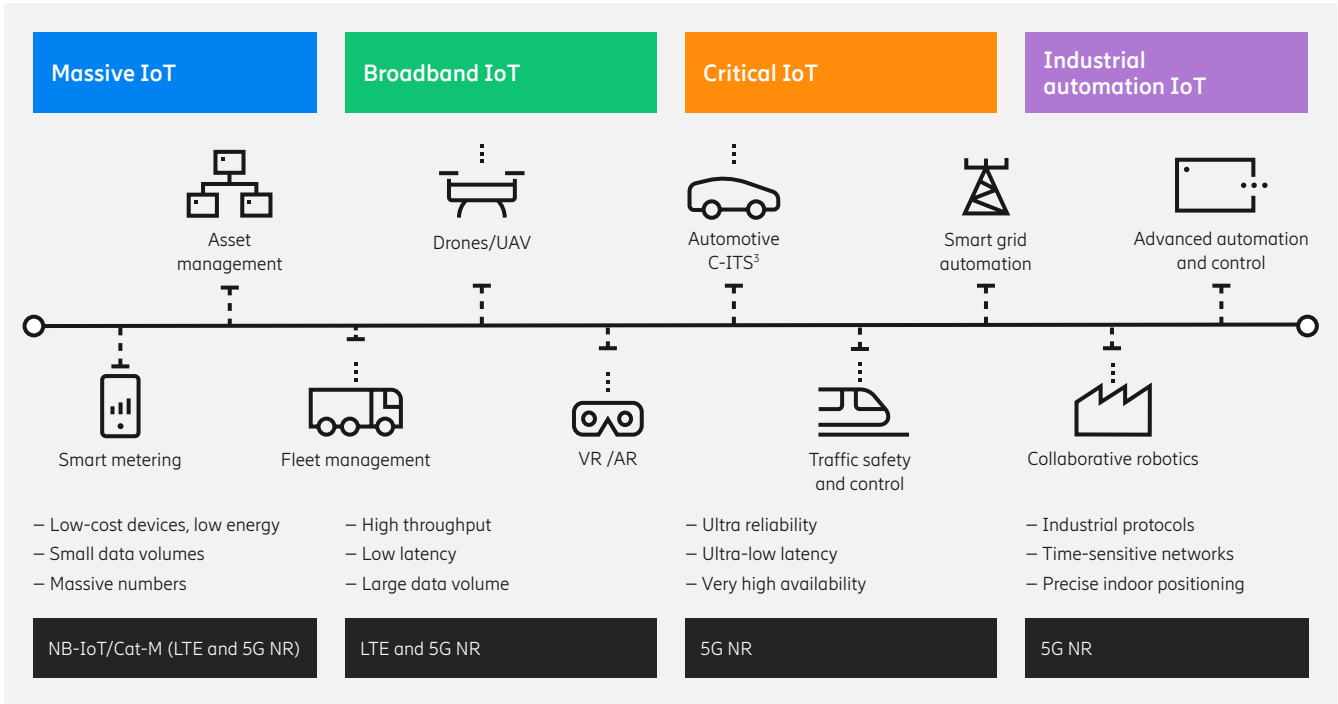 Massive IoT
Broadband IoT
Critical IoT
Industrial
automation IoT
Asset
management
Drones/UAV
Automotive
C-ITS³
Smart grid
automation
Advanced automation
and control
Smart metering
Fleet management
VR /AR
Traffic safety
and control
Collaborative robotics
– Low-cost devices, low energy
– Small data volumes
– Massive numbers
– High throughput
– Low latency
– Large data volume
– Ultra reliability
– Ultra-low latency
– Very high availability
– Industrial protocols
– Time-sensitive networks
– Precise indoor positioning
NB-IoT/Cat-M (LTE and 5G NR)
LTE and 5G NR
5G NR
5G NR